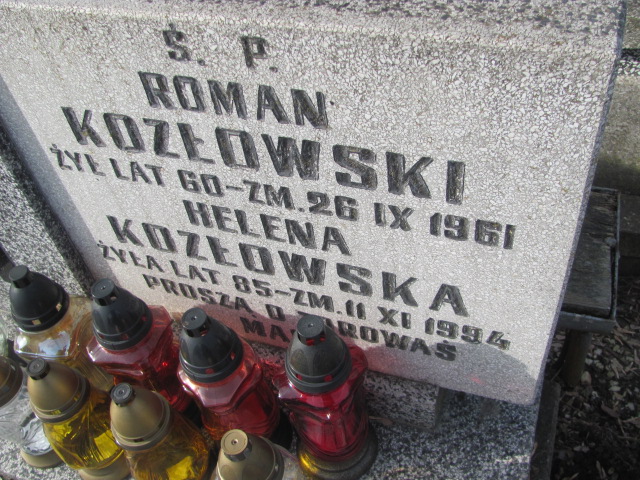 Ś. P.
ROMAN
KOZŁOWSKI
ŻYŁ LAT 60-ZM. 26 IX 1961
HELENA
KOZŁOWSKA
ŻYŁA LAT 85-ZM. 11 XI 1994
PROSZĄ O
ROWAŚ